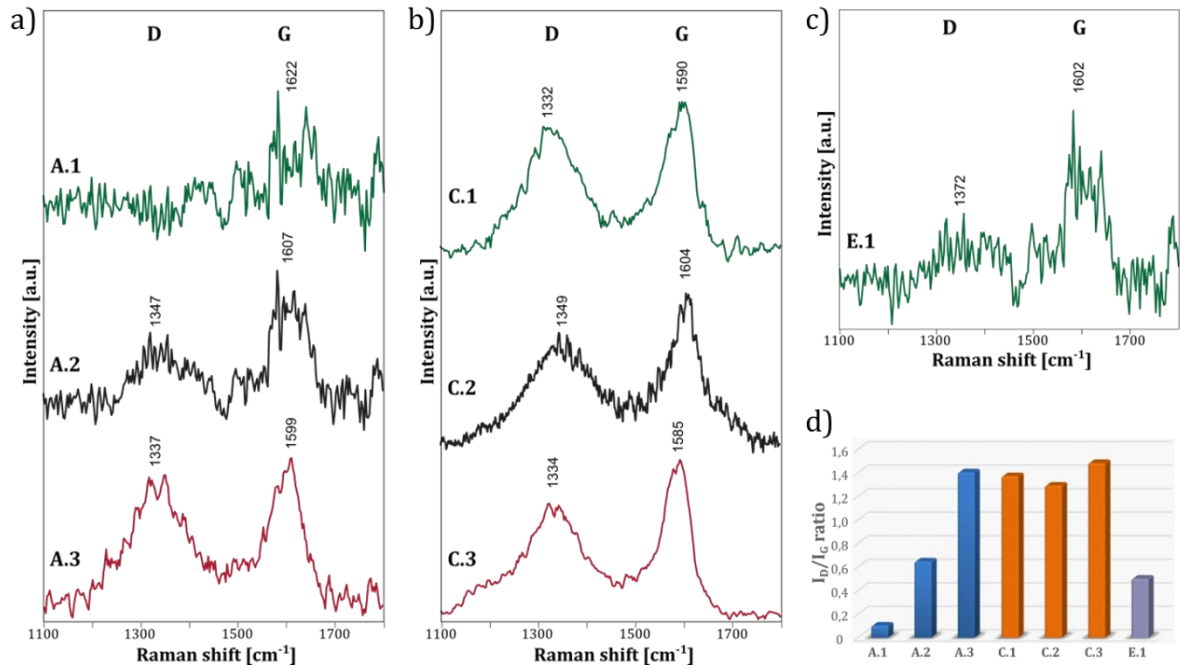 a)
D G
1622
A.1
1347
1607
A.2
1337
1599
A.3
Intensity [a.u.]
1100 1300 1500 1700
Raman shift [cm-1]
b)
D G
1332
1590
C.1
1349
1604
C.2
1334
1585
C.3
Intensity [a.u.]
1100 1300 1500 1700
Raman shift [cm-1]
c)
D G
1372
1602
E.1
Intensity [a.u.]
1100 1300 1500 1700
Raman shift [cm-1]
d)
ID/IG ratio
1,6
1,4
1,2
1,0
0,8
0,6
0,4
0,2
0
A.1 A.2 A.3 C.1 C.2 C.3 E.1